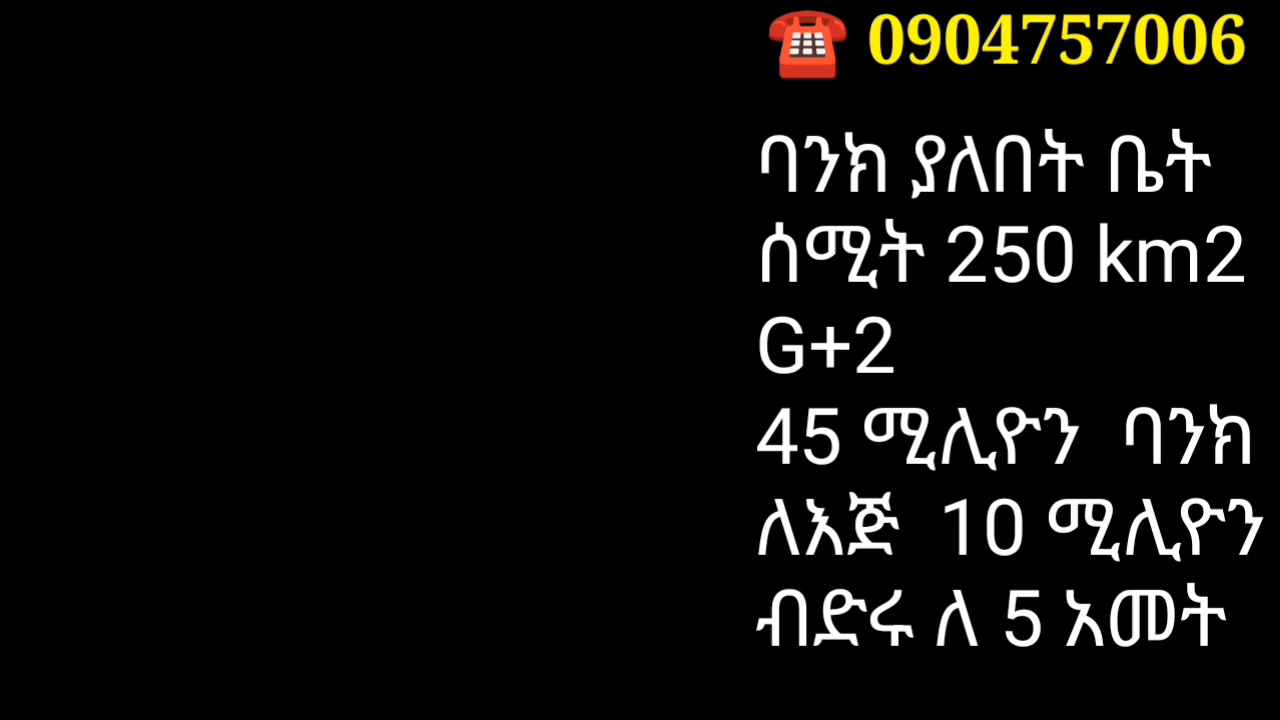 ☎️ 0904757006
ባንክ ያለበት ቤት
ሰሚት 250 km2
G+2
45 ሚሊዮን  ባንክ
ለእጅ  10 ሚሊዮን
ብድሩ ለ 5 አመት